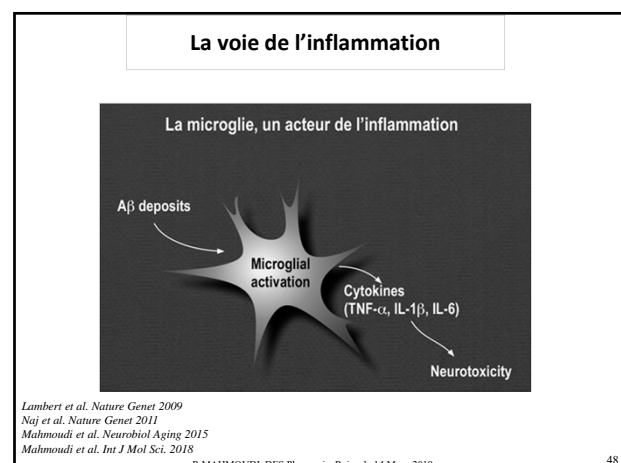 La voie de l’inflammation
La microglie, un acteur de l’inflammation
Aβ deposits
Microglial
activation
Cytokines
(TNF-α, IL-1β, IL-6)
Neurotoxicity
Lambert et al. Nature Genet 2009
Naj et al. Nature Genet 2011
Mahmoudi et al. Neurobiol Aging 2015
Mahmoudi et al. Int J Mol Sci. 2018
48